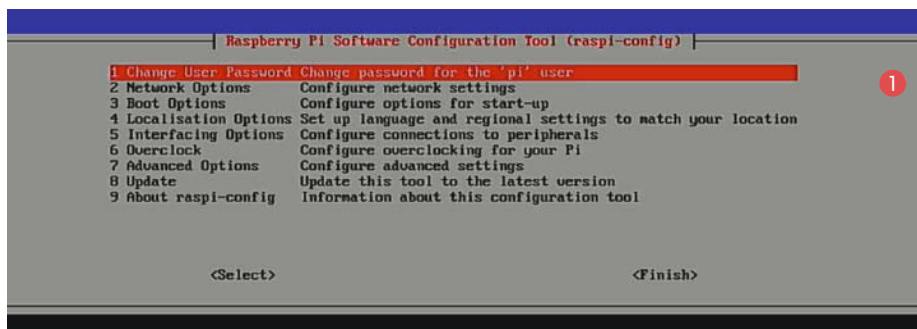 Raspberry Pi Software Configuration Tool (raspi-config)
1 Change User Password Change password for the 'pi' user
2 Network Options Configure network settings
3 Boot Options Configure options for start-up
4 Localisation Options Set up language and regional settings to match your location
5 Interfacing Options Configure connections to peripherals
6 Overclock Configure overclocking for your Pi
7 Advanced Options Configure advanced settings
8 Update Update this tool to the latest version
9 About raspi-config Information about this configuration tool
<Select> <Finish>
1